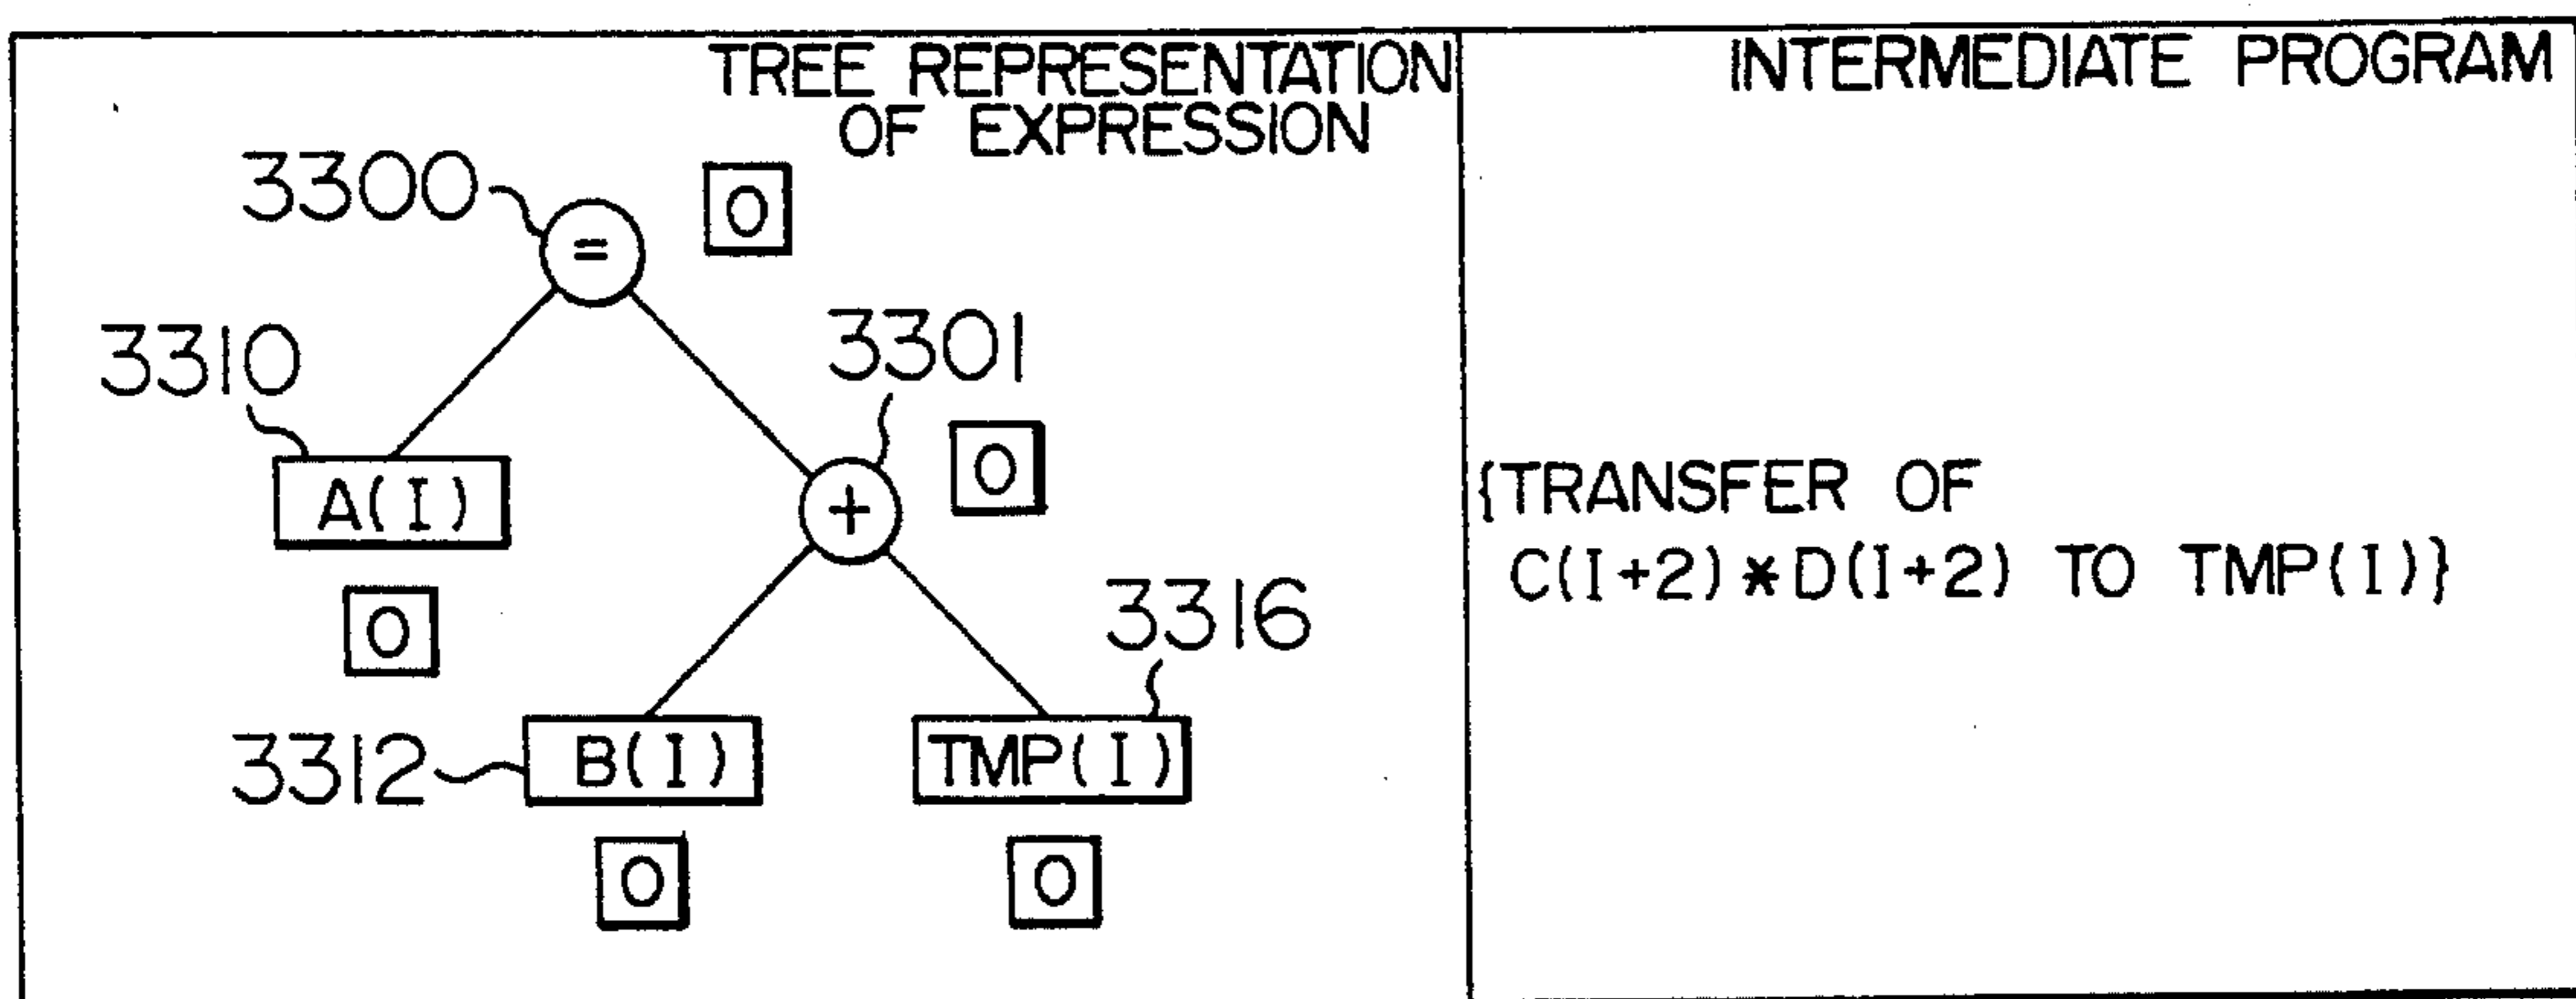 TREE REPRESENTATION
OF EXPRESSION
INTERMEDIATE PROGRAM
3300
0
=
3310
3301
0
A(I)
+
0
3316
3312
B(I)
TMP(I)
0
0
{TRANSFER OF
C(I+2)*D(I+2) TO TMP(I)}